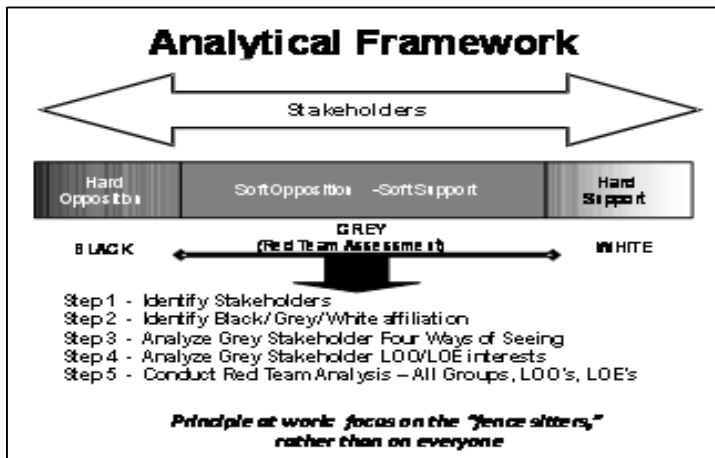 Analytical Framework
Stakeholders
Hard
Opposition
Soft Opposition - Soft Support
Hard
Support
GREY
(Red Team Assessment)
BLACK
WHITE
Step 1 - Identify Stakeholders
Step 2 - Identify Black/Grey/White affiliation
Step 3 - Analyze Grey Stakeholder Four Ways of Seeing
Step 4 - Analyze Grey Stakeholder LOO/LOE interests
Step 5 - Conduct Red Team Analysis – All Groups, LOO's, LOE's
Principle at work: focus on the "fence sitters,"
rather than on everyone